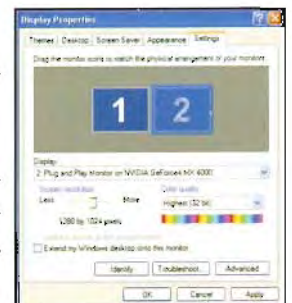 Display Properties
Themes Desktop Screen Saver Appearance Settings
Drag the monitor icons to match the physical arrangement of your monitors.
1 2
Display:
2. Plug and Play Monitor on NVIDIA GeForce4 MX 4000
Screen resolution Color quality
Less More Highest (32 bit)
1280 by 1024 pixels
Extend my Windows desktop onto this monitor.
Identify Troubleshoot... Advanced
OK Cancel Apply